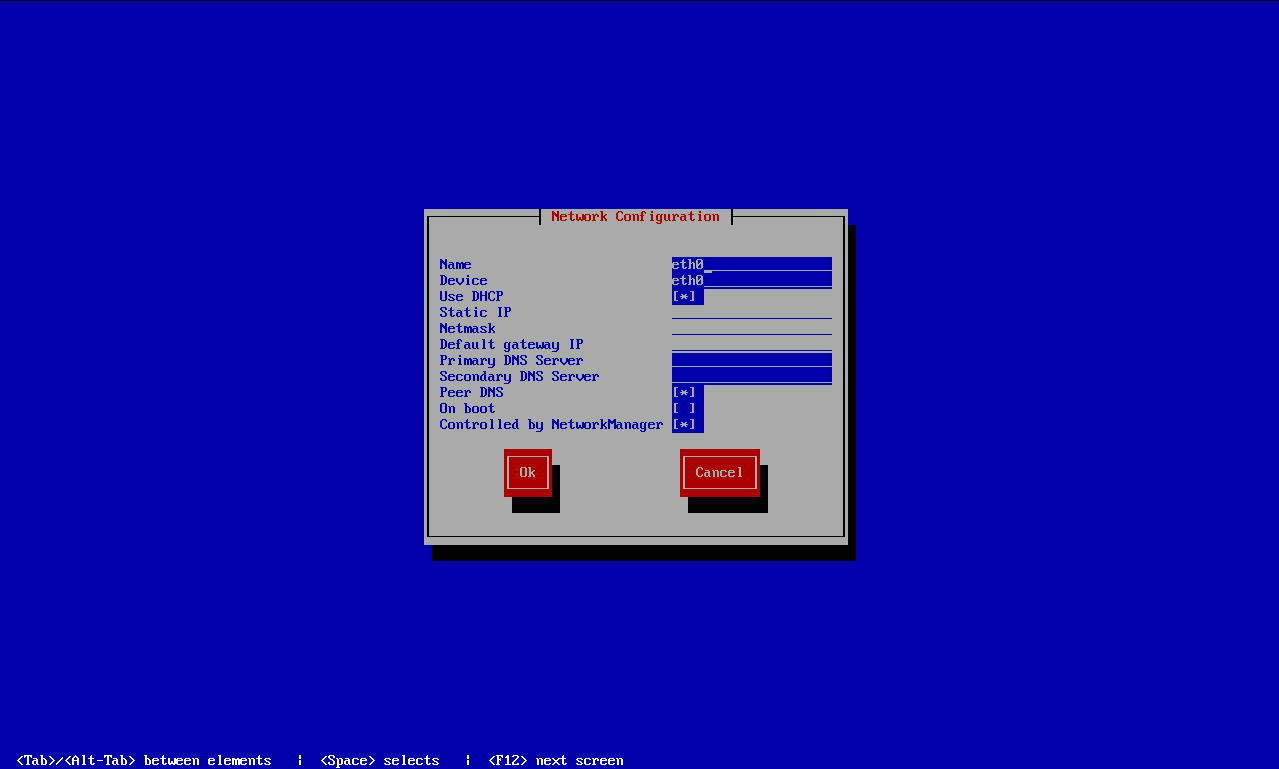 Network Configuration
Name eth0
Device eth0
Use DHCP [*]
Static IP
Netmask
Default gateway IP
Primary DNS Server
Secondary DNS Server
Peer DNS [*]
On boot [ ]
Controlled by NetworkManager [*]
Ok Cancel
<Tab>/<Alt-Tab> between elements | <Space> selects | <F12> next screen